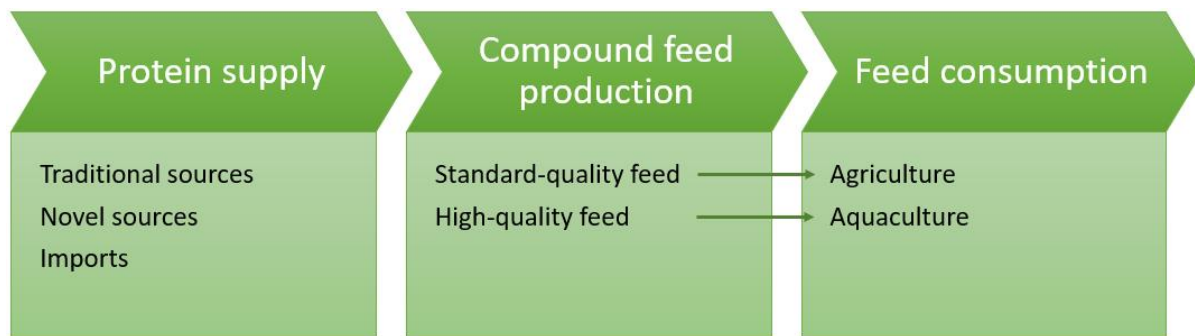 Protein supply
Traditional sources
Novel sources
Imports
Compound feed
production
Standard-quality feed
High-quality feed
Feed consumption
Agriculture
Aquaculture